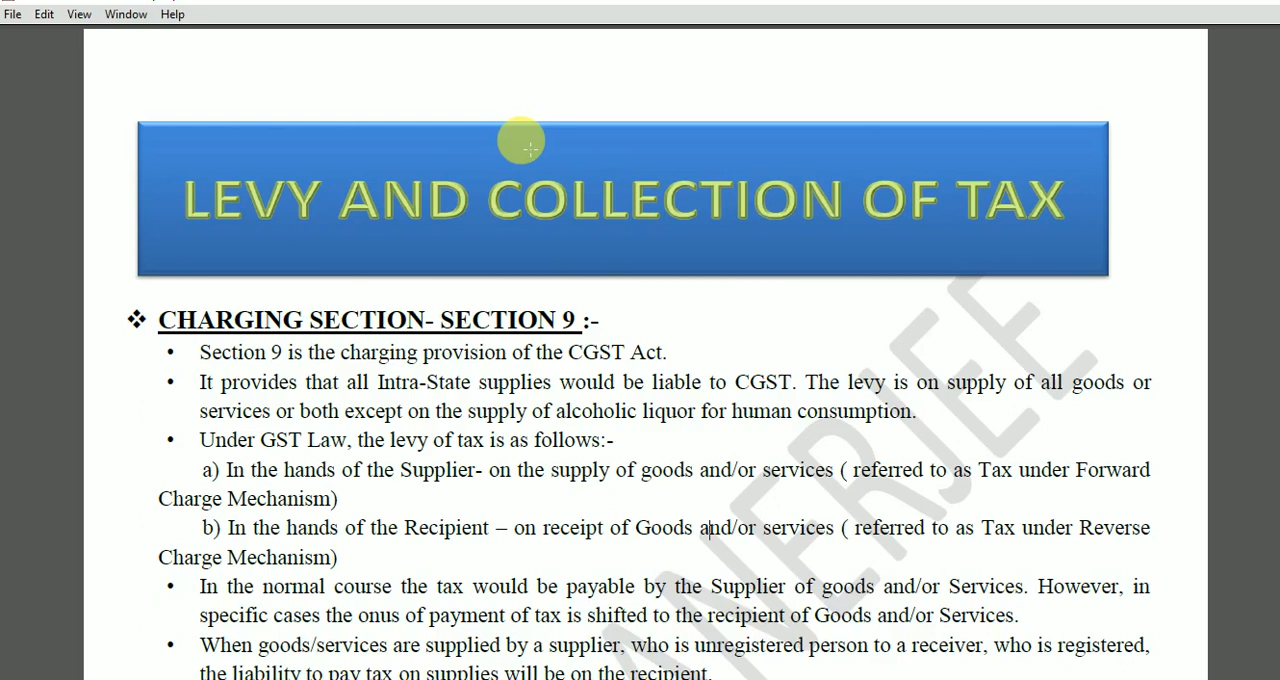 File Edit View Window Help
LEVY AND COLLECTION OF TAX
❖ CHARGING SECTION- SECTION 9 :-
• Section 9 is the charging provision of the CGST Act.
• It provides that all Intra-State supplies would be liable to CGST. The levy is on supply of all goods or
services or both except on the supply of alcoholic liquor for human consumption.
• Under GST Law, the levy of tax is as follows:-
a) In the hands of the Supplier- on the supply of goods and/or services ( referred to as Tax under Forward
Charge Mechanism)
b) In the hands of the Recipient – on receipt of Goods and/or services ( referred to as Tax under Reverse
Charge Mechanism)
• In the normal course the tax would be payable by the Supplier of goods and/or Services. However, in
specific cases the onus of payment of tax is shifted to the recipient of Goods and/or Services.
• When goods/services are supplied by a supplier, who is unregistered person to a receiver, who is registered,
the liability to pay tax on supplies will be on the recipient.